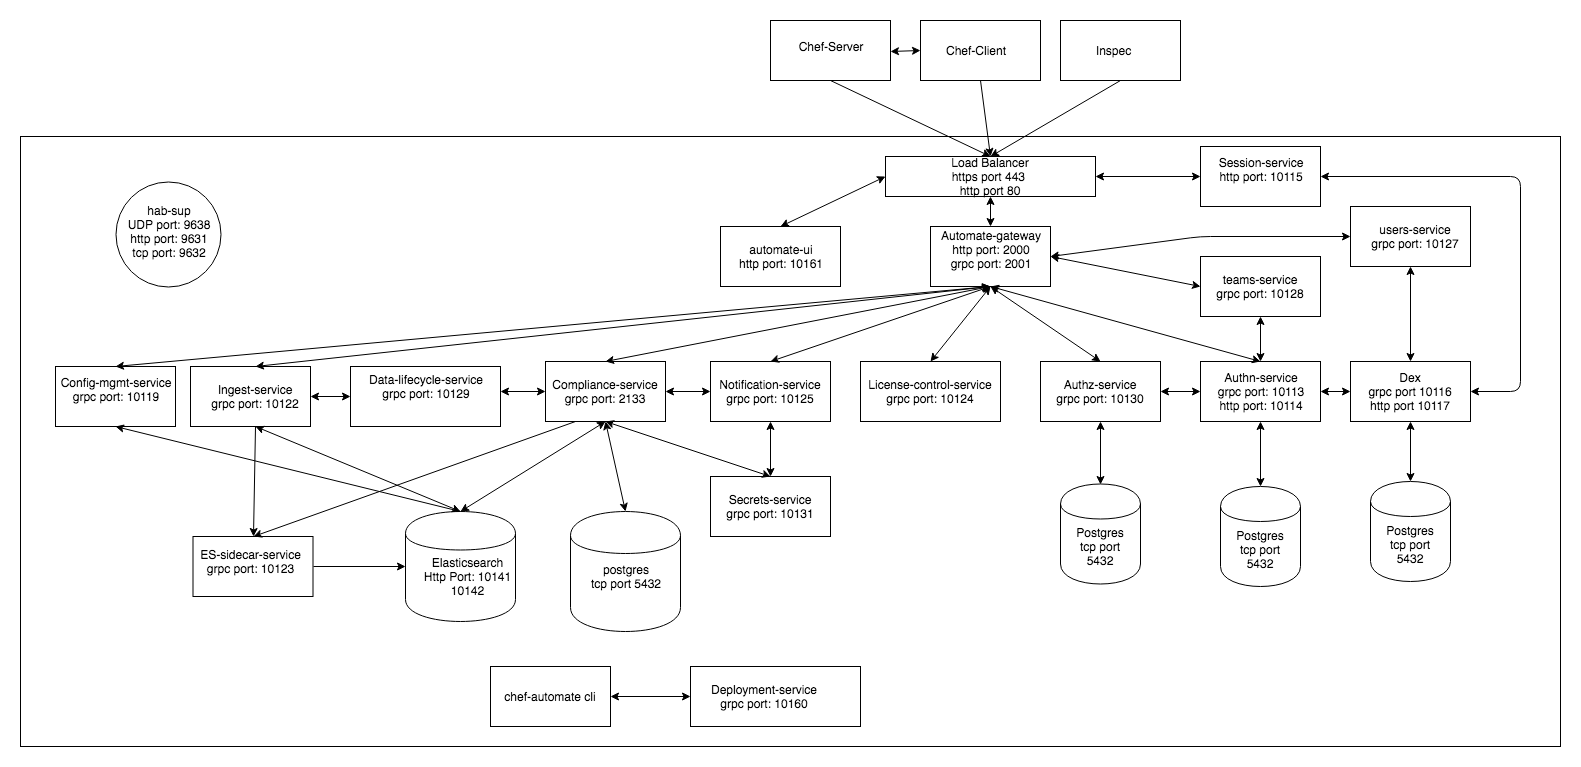 Chef-Server
Chef-Client
Inspec
Load Balancer
https port 443
http port 80
Session-service
http port: 10115
hab-sup
UDP port: 9638
http port: 9631
tcp port: 9632
automate-ui
http port: 10161
Automate-gateway
http port: 2000
grpc port: 2001
users-service
grpc port: 10127
teams-service
grpc port: 10128
Config-mgmt-service
grpc port: 10119
Ingest-service
grpc port: 10122
Data-lifecycle-service
grpc port: 10129
Compliance-service
grpc port: 2133
Notification-service
grpc port: 10125
License-control-service
grpc port: 10124
Authz-service
grpc port: 10130
Authn-service
grpc port: 10113
http port: 10114
Dex
grpc port 10116
http port 10117
Secrets-service
grpc port: 10131
ES-sidecar-service
grpc port: 10123
Elasticsearch
Http Port: 10141
10142
postgres
tcp port 5432
Postgres
tcp port
5432
Postgres
tcp port
5432
Postgres
tcp port
5432
chef-automate cli
Deployment-service
grpc port: 10160